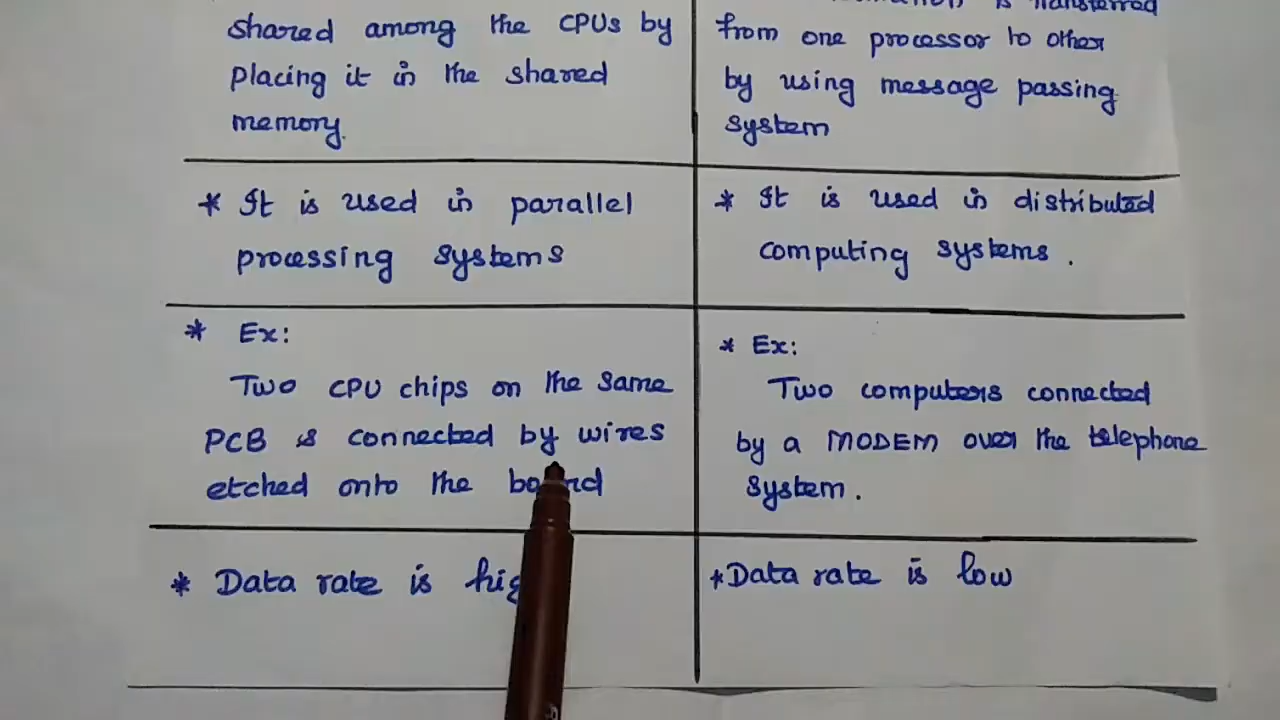 shared among the CPUs by
placing it in the shared
memory.
* It is used in parallel
processing systems
* Ex:
Two CPU chips on the same
PCB is connected by wires
etched onto the board
* Data rate is
is transferred
from one processor to other
by using message passing
system
* It is used in distributed
computing systems.
* Ex:
Two computers connected
by a MODEM over the telephone
system.
* Data rate is low